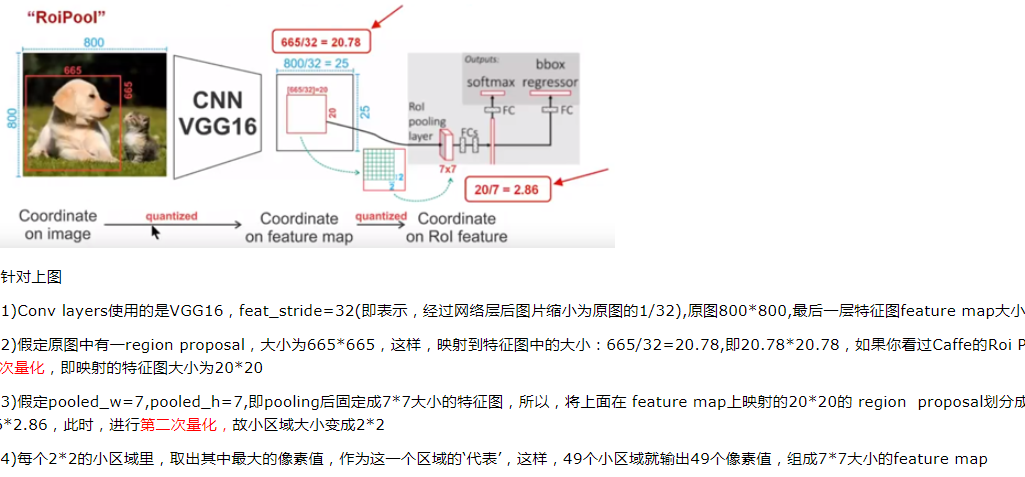 “RoiPool”
800
665/32 = 20.78
800/32 = 25
665
665
800
CNN
VGG16
[665/32]=20
20
25
Outputs:
bbox
softmax
regressor
FC
FC
RoI
pooling
layer
FCs
7x7
2
2
20/7 = 2.86
Coordinate
on image
quantized
Coordinate
on feature map
quantized
Coordinate
on RoI feature
针对上图
1)Conv layers使用的是VGG16，feat_stride=32(即表示，经过网络层后图片缩小为原图的1/32),原图800*800,最后一层特征图feature map大小
2)假定原图中有一region proposal，大小为665*665，这样，映射到特征图中的大小：665/32=20.78,即20.78*20.78，如果你看过Caffe的Roi P
次量化，即映射的特征图大小为20*20
3)假定pooled_w=7,pooled_h=7,即pooling后固定成7*7大小的特征图，所以，将上面在 feature map上映射的20*20的 region proposal划分成
*2.86，此时，进行第二次量化，故小区域大小变成2*2
4)每个2*2的小区域里，取出其中最大的像素值，作为这一个区域的‘代表’，这样，49个小区域就输出49个像素值，组成7*7大小的feature map